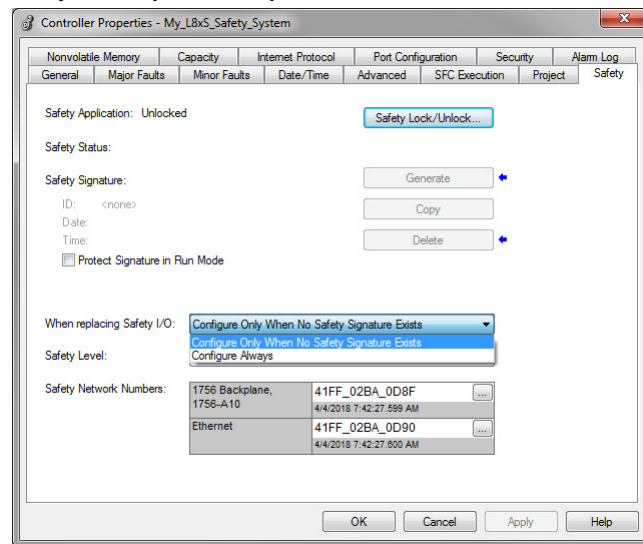 Controller Properties - My_L8xS_Safety_System
Nonvolatile Memory Capacity Internet Protocol Port Configuration Security Alarm Log
General Major Faults Minor Faults Date/Time Advanced SFC Execution Project Safety
Safety Application: Unlocked Safety Lock/Unlock...
Safety Status:
Safety Signature: Generate
ID: <none> Copy
Date:
Time: Delete
Protect Signature in Run Mode
When replacing Safety I/O: Configure Only When No Safety Signature Exists
Configure Only When No Safety Signature Exists
Safety Level: Configure Always
Safety Network Numbers: 1756 Backplane, 41FF_02BA_0D8F ...
1756-A10 4/4/2018 7:42:27.599 AM
Ethernet 41FF_02BA_0D90 ...
4/4/2018 7:42:27.600 AM
OK Cancel Apply Help